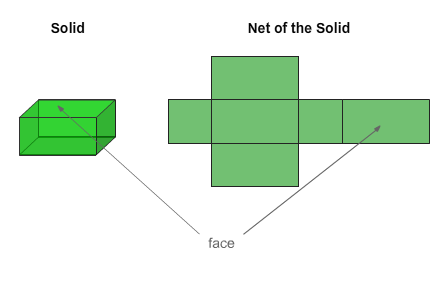 Solid
Net of the Solid
face